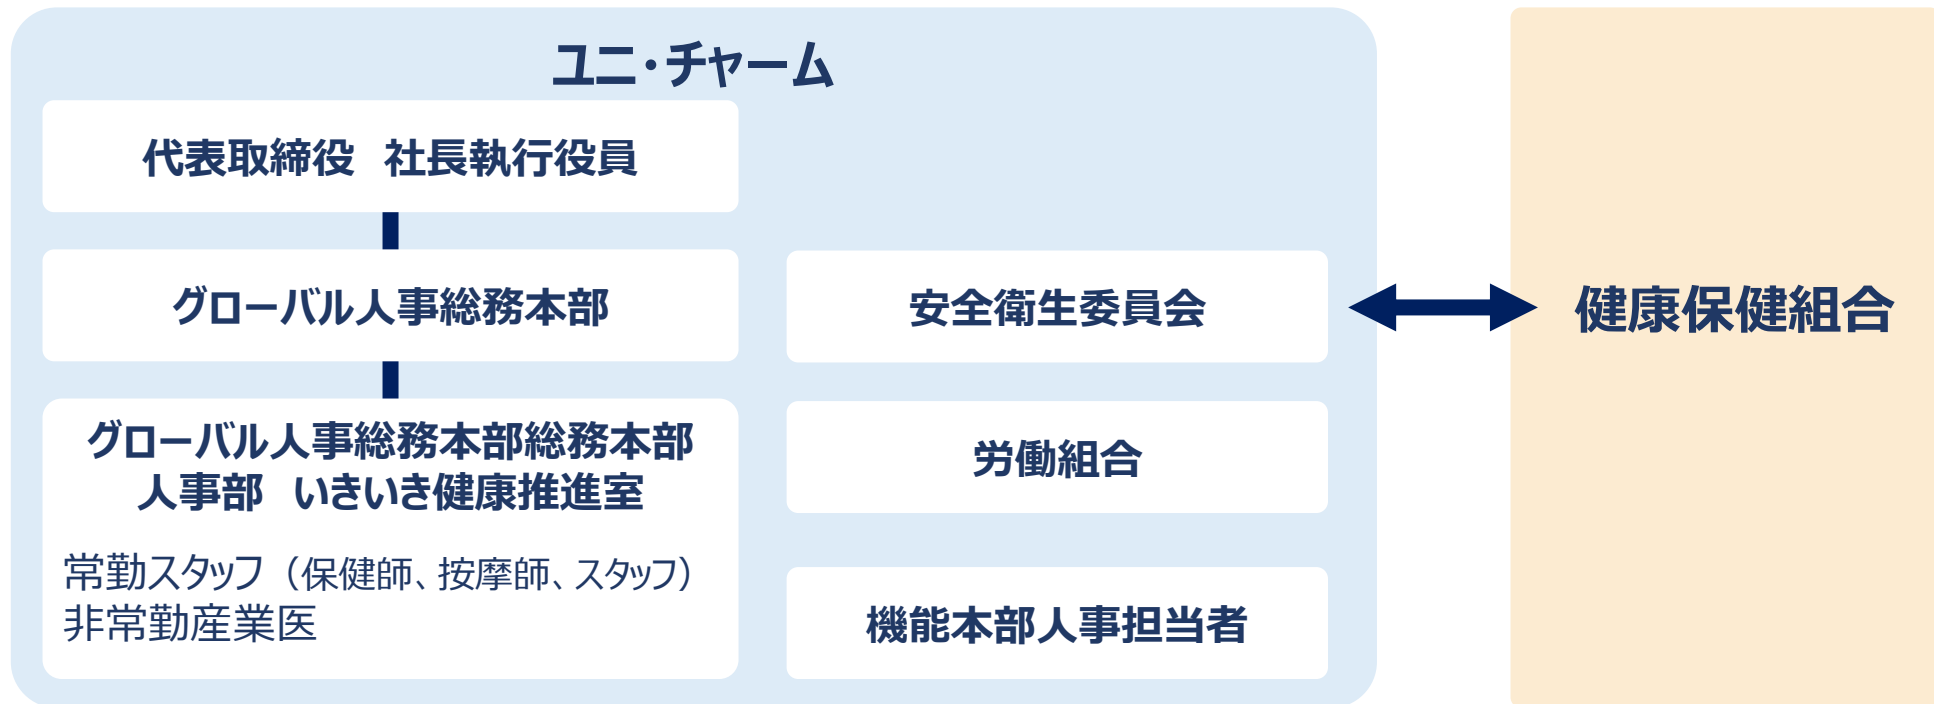 ユニ・チャーム
代表取締役　社長執行役員
グローバル人事総務本部
グローバル人事総務本部総務本部
人事部　いきいき健康推進室
常勤スタッフ（保健師、按摩師、スタッフ）
非常勤産業医
安全衛生委員会
労働組合
機能本部人事担当者
健康保健組合